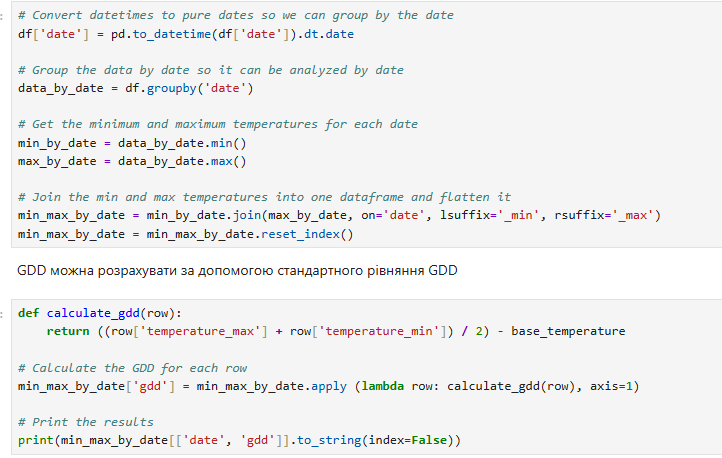 # Convert datetimes to pure dates so we can group by the date
df['date'] = pd.to_datetime(df['date']).dt.date
# Group the data by date so it can be analyzed by date
data_by_date = df.groupby('date')
# Get the minimum and maximum temperatures for each date
min_by_date = data_by_date.min()
max_by_date = data_by_date.max()
# Join the min and max temperatures into one dataframe and flatten it
min_max_by_date = min_by_date.join(max_by_date, on='date', lsuffix='_min', rsuffix='_max')
min_max_by_date = min_max_by_date.reset_index()
GDD можна розрахувати за допомогою стандартного рівняння GDD
def calculate_gdd(row):
    return ((row['temperature_max'] + row['temperature_min']) / 2) - base_temperature
# Calculate the GDD for each row
min_max_by_date['gdd'] = min_max_by_date.apply (lambda row: calculate_gdd(row), axis=1)
# Print the results
print(min_max_by_date[['date', 'gdd']].to_string(index=False))